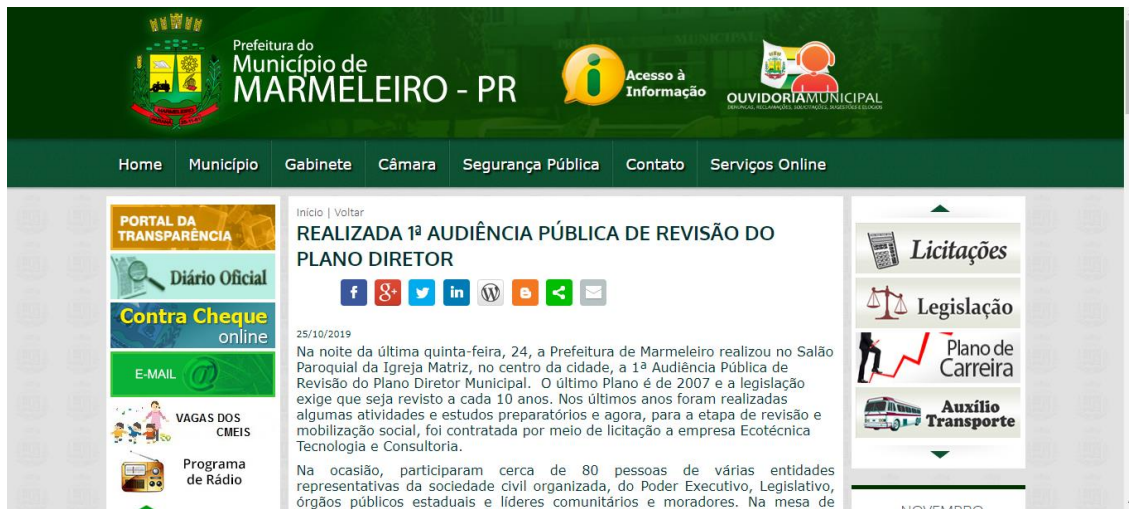 Prefeitura do
Município de
MARMELEIRO - PR
Acesso à
Informação
OUVIDORIAMUNICIPAL
DENÚNCIAS, RECLAMAÇÕES, SOLICITAÇÕES, SUGESTÕES E ELOGIOS
Home Município Gabinete Câmara Segurança Pública Contato Serviços Online
PORTAL DA
TRANSPARÊNCIA
Diário Oficial
Contra Cheque
online
E-MAIL @
VAGAS DOS
CMEIS
Programa
de Rádio
Início | Voltar
REALIZADA 1ª AUDIÊNCIA PÚBLICA DE REVISÃO DO
PLANO DIRETOR
25/10/2019
Na noite da última quinta-feira, 24, a Prefeitura de Marmeleiro realizou no Salão
Paroquial da Igreja Matriz, no centro da cidade, a 1ª Audiência Pública de
Revisão do Plano Diretor Municipal. O último Plano é de 2007 e a legislação
exige que seja revisto a cada 10 anos. Nos últimos anos foram realizadas
algumas atividades e estudos preparatórios e agora, para a etapa de revisão e
mobilização social, foi contratada por meio de licitação a empresa Ecotécnica
Tecnologia e Consultoria.
Na ocasião, participaram cerca de 80 pessoas de várias entidades
representativas da sociedade civil organizada, do Poder Executivo, Legislativo,
órgãos públicos estaduais e líderes comunitários e moradores. Na mesa de
Licitações
Legislação
Plano de
Carreira
Auxílio
Transporte
NOVEMBRO